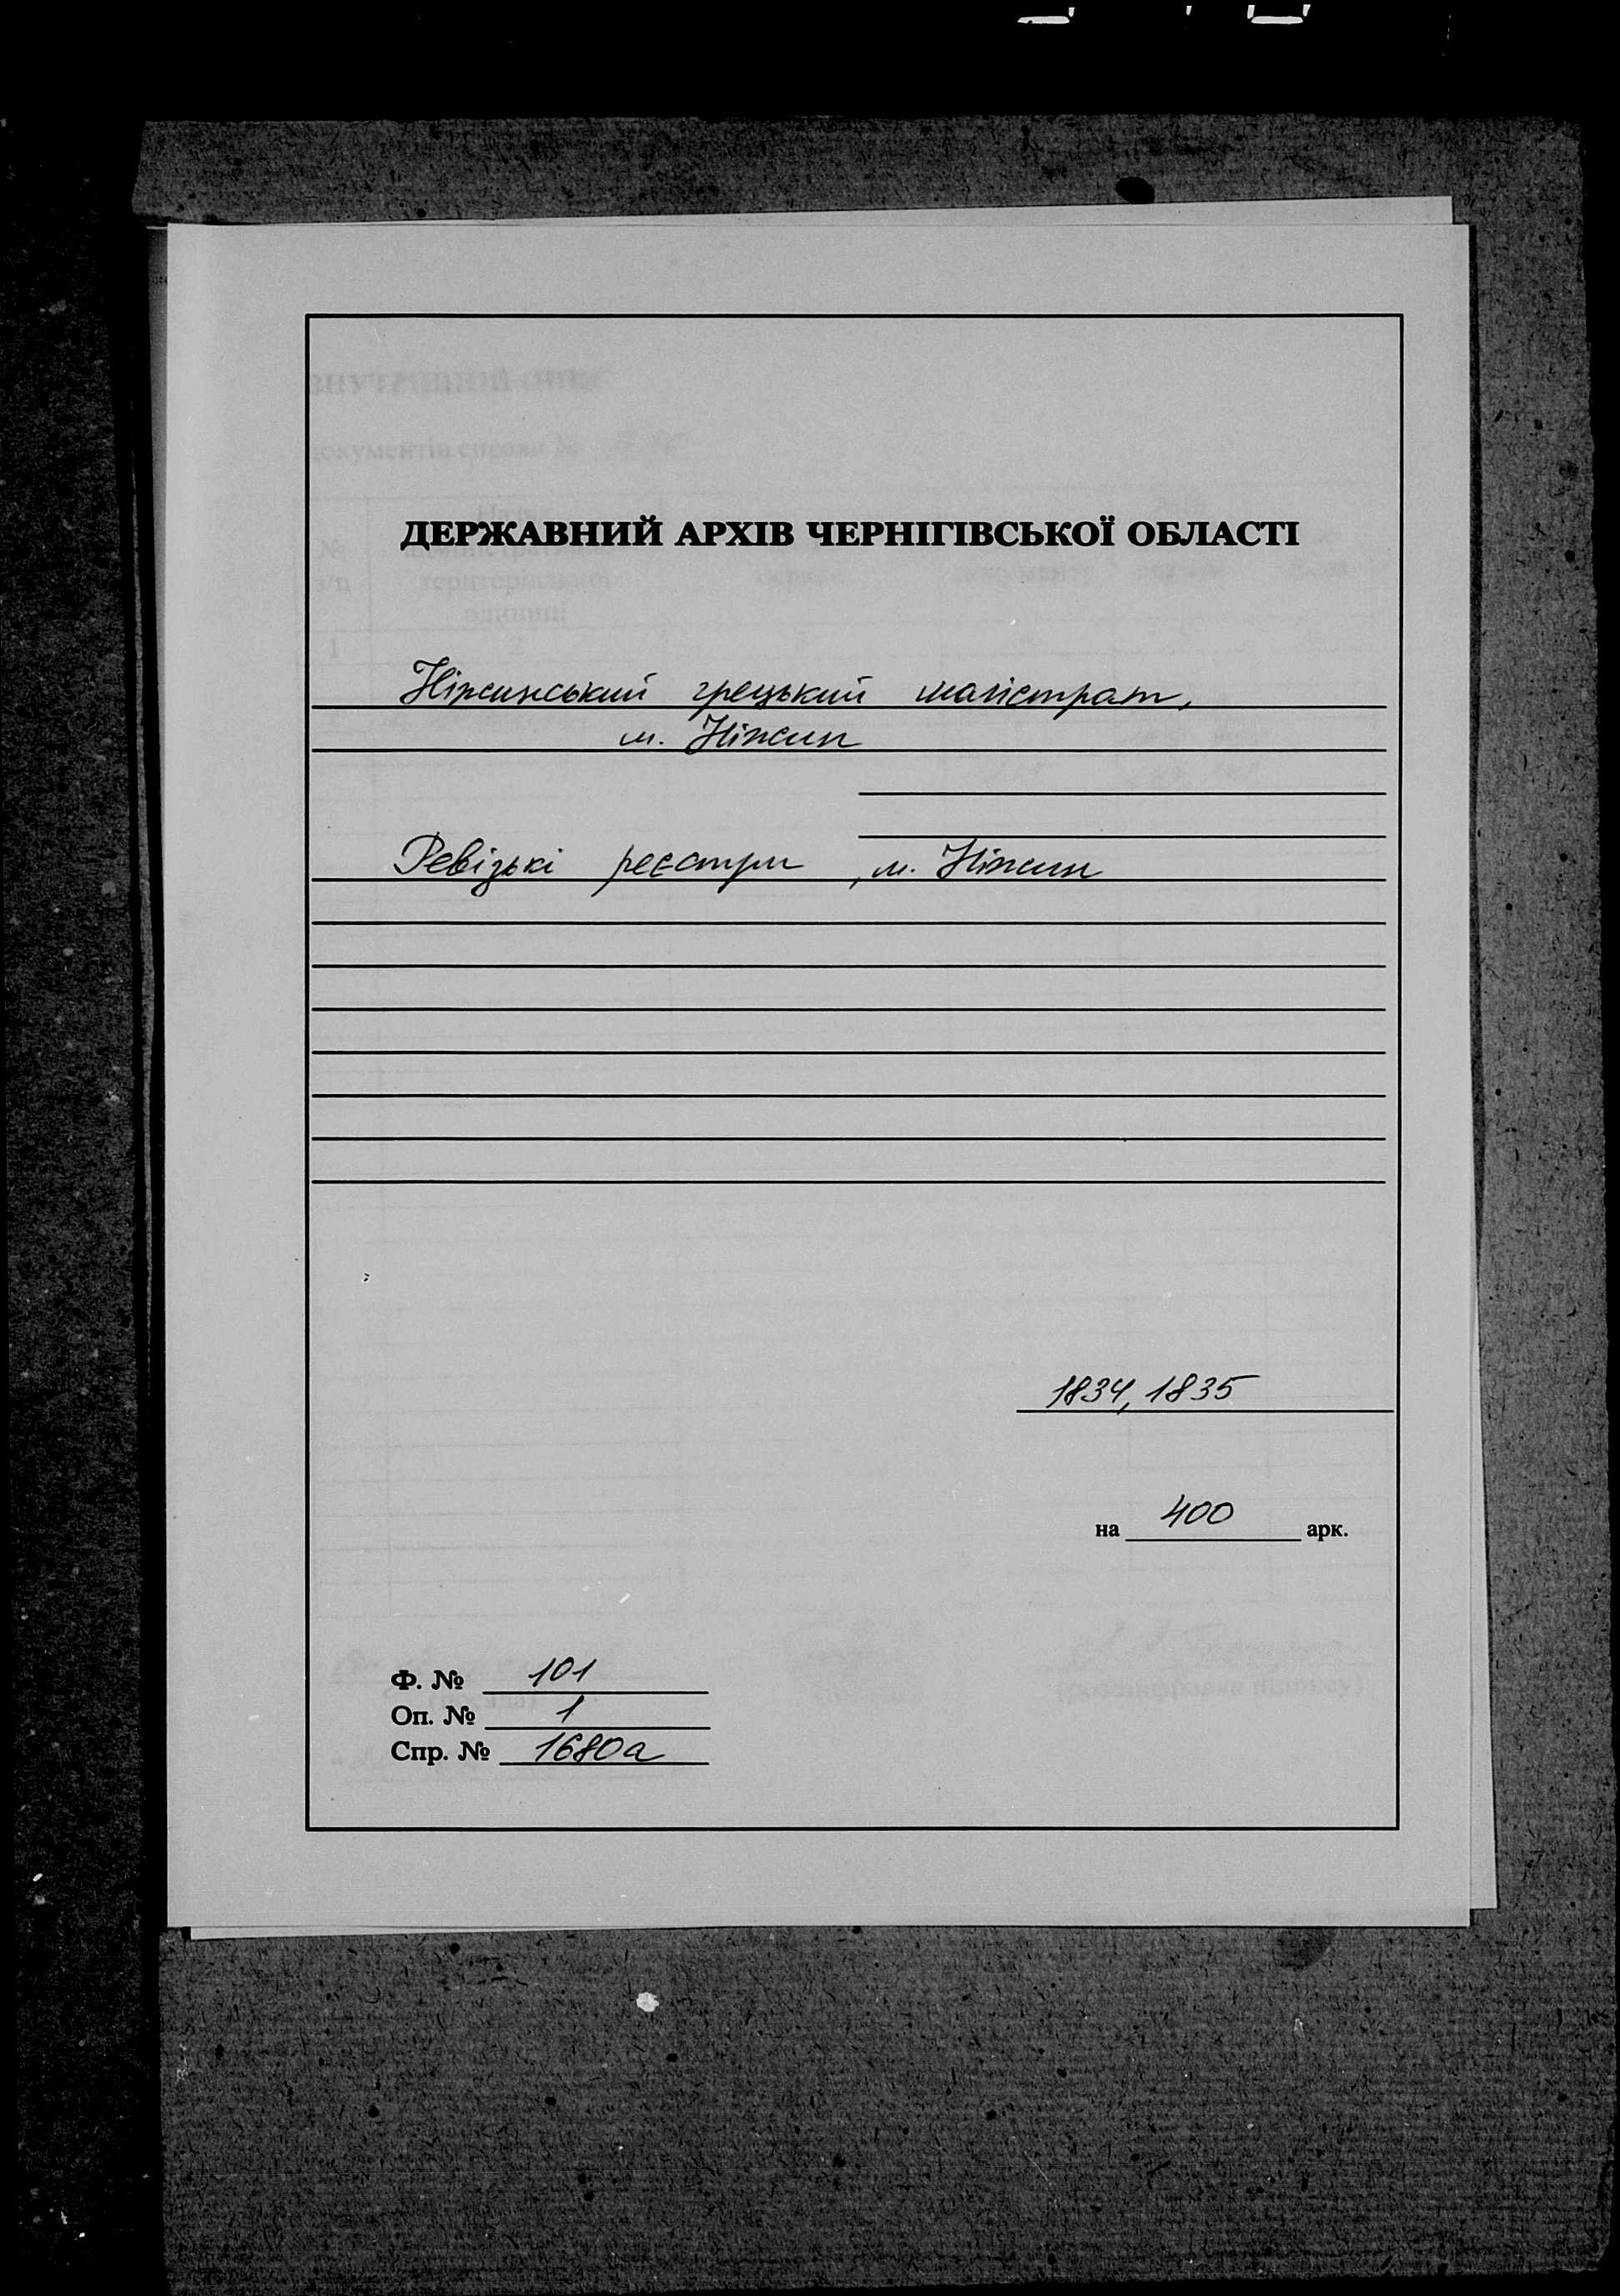 ДЕРЖАВНИЙ АРХІВ ЧЕРНІГІВСЬКОЇ ОБЛАСТІ
Ніжинський грецький магістрат,
м. Ніжин
Ревізькі реєстри, м. Ніжин
1834, 1835
на 400 арк.
Ф. № 101
Оп. № 1
Спр. № 1680а